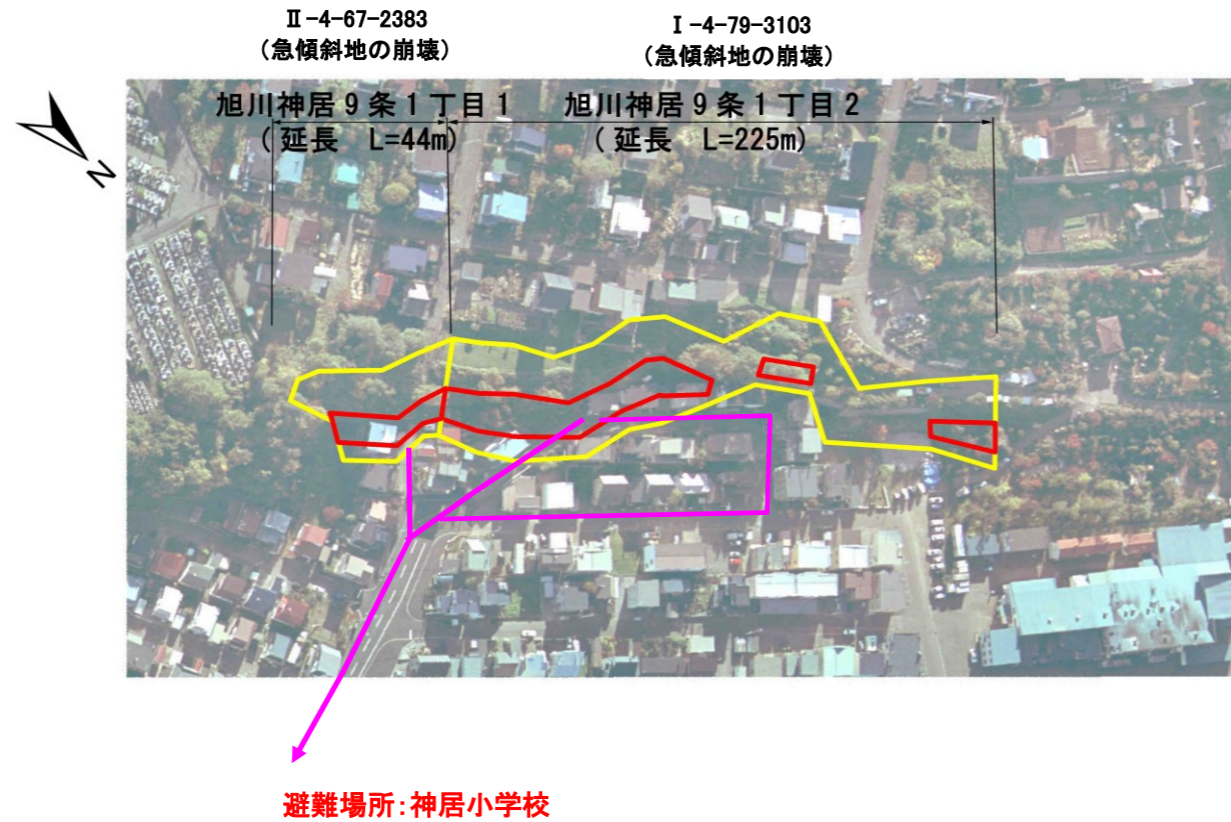 Ⅱ-4-67-2383
(急傾斜地の崩壊)
Ⅰ-4-79-3103
(急傾斜地の崩壊)
旭川神居9条1丁目1
(延長 L=44m)
旭川神居9条1丁目2
(延長 L=225m)
N
避難場所:神居小学校